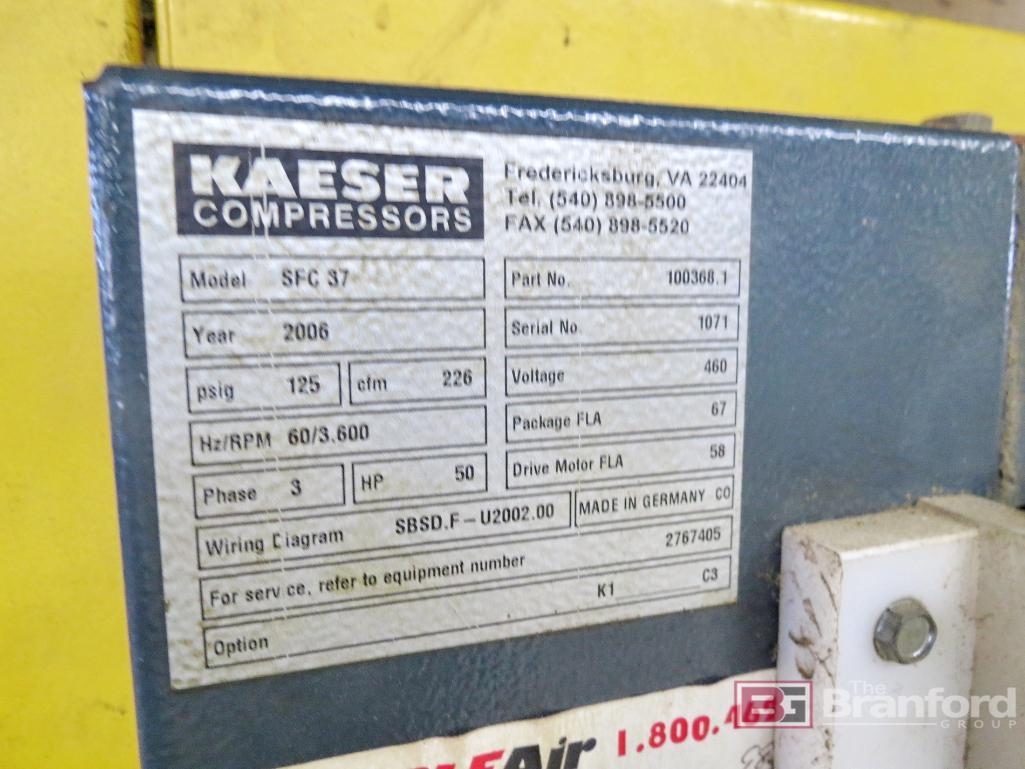 KAESER
COMPRESSORS
Fredericksburg, VA 22404
Tel. (540) 898-5500
FAX (540) 898-5520
Model SFC 37
Part No. 100368.1
Year 2006
Serial No. 1071
psig 125 cfm 226
Voltage 460
Hz/RPM 60/3.600
Package FLA 67
Phase 3 HP 50
Drive Motor FLA 58
Wiring Diagram SBSD.F-U2002.00 MADE IN GERMANY CO
For service, refer to equipment number 2767405
Option K1 C3
Air 1.800.
BG The Branford GROUP